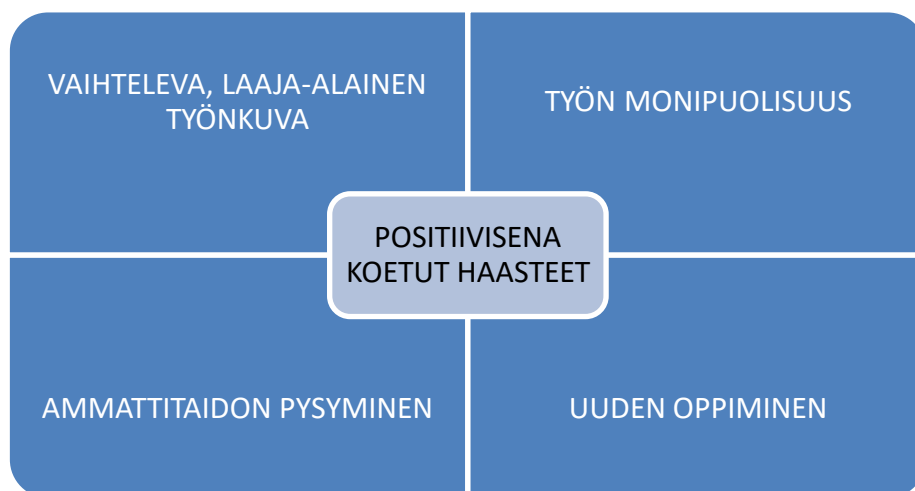 VAIHTELEVA, LAAJA-ALAINEN
TYÖNKUVA
TYÖN MONIPUOLISUUS
POSITIIVISENA
KOETUT HAASTEET
AMMATTITAIDON PYSYMINEN
UUDEN OPPIMINEN